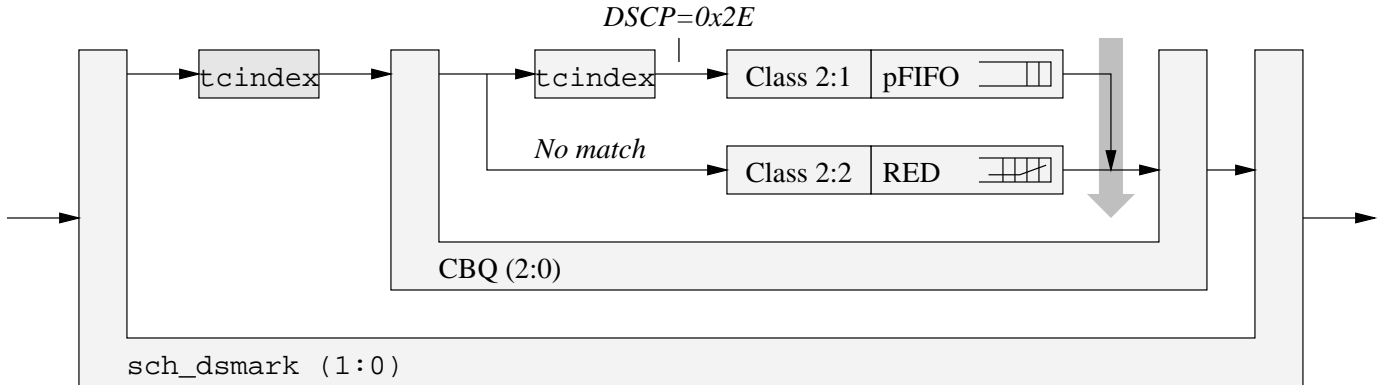 DSCP=0x2E
tcindex
tcindex
Class 2:1 pFIFO
No match
Class 2:2 RED
CBQ (2:0)
sch_dsmark (1:0)